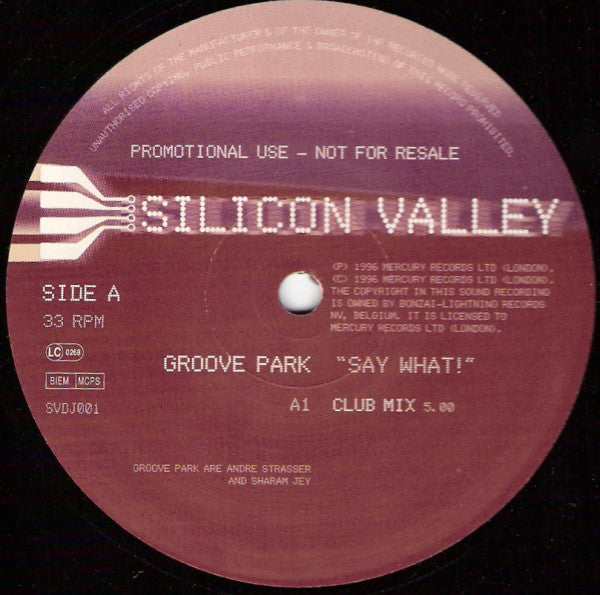 ALL RIGHTS OF THE MANUFACTURER & OF THE OWNER OF THE RECORDED WORK RESERVED
UNAUTHORISED COPYING, PUBLIC PERFORMANCE & BROADCASTING OF THIS RECORD PROHIBITED.
PROMOTIONAL USE – NOT FOR RESALE
SILICON VALLEY
(P) 1996 MERCURY RECORDS LTD (LONDON).
(C) 1996 MERCURY RECORDS LTD (LONDON).
THE COPYRIGHT IN THIS SOUND RECORDING
IS OWNED BY BONZAI-LIGHTNING RECORDS
NV, BELGIUM. IT IS LICENSED TO
MERCURY RECORDS LTD (LONDON).
SIDE A
33 RPM
LC 0268
BIEM MCPS
SVDJ001
GROOVE PARK "SAY WHAT!"
A1 CLUB MIX 5.00
GROOVE PARK ARE ANDRE STRASSER
AND SHARAM JEY